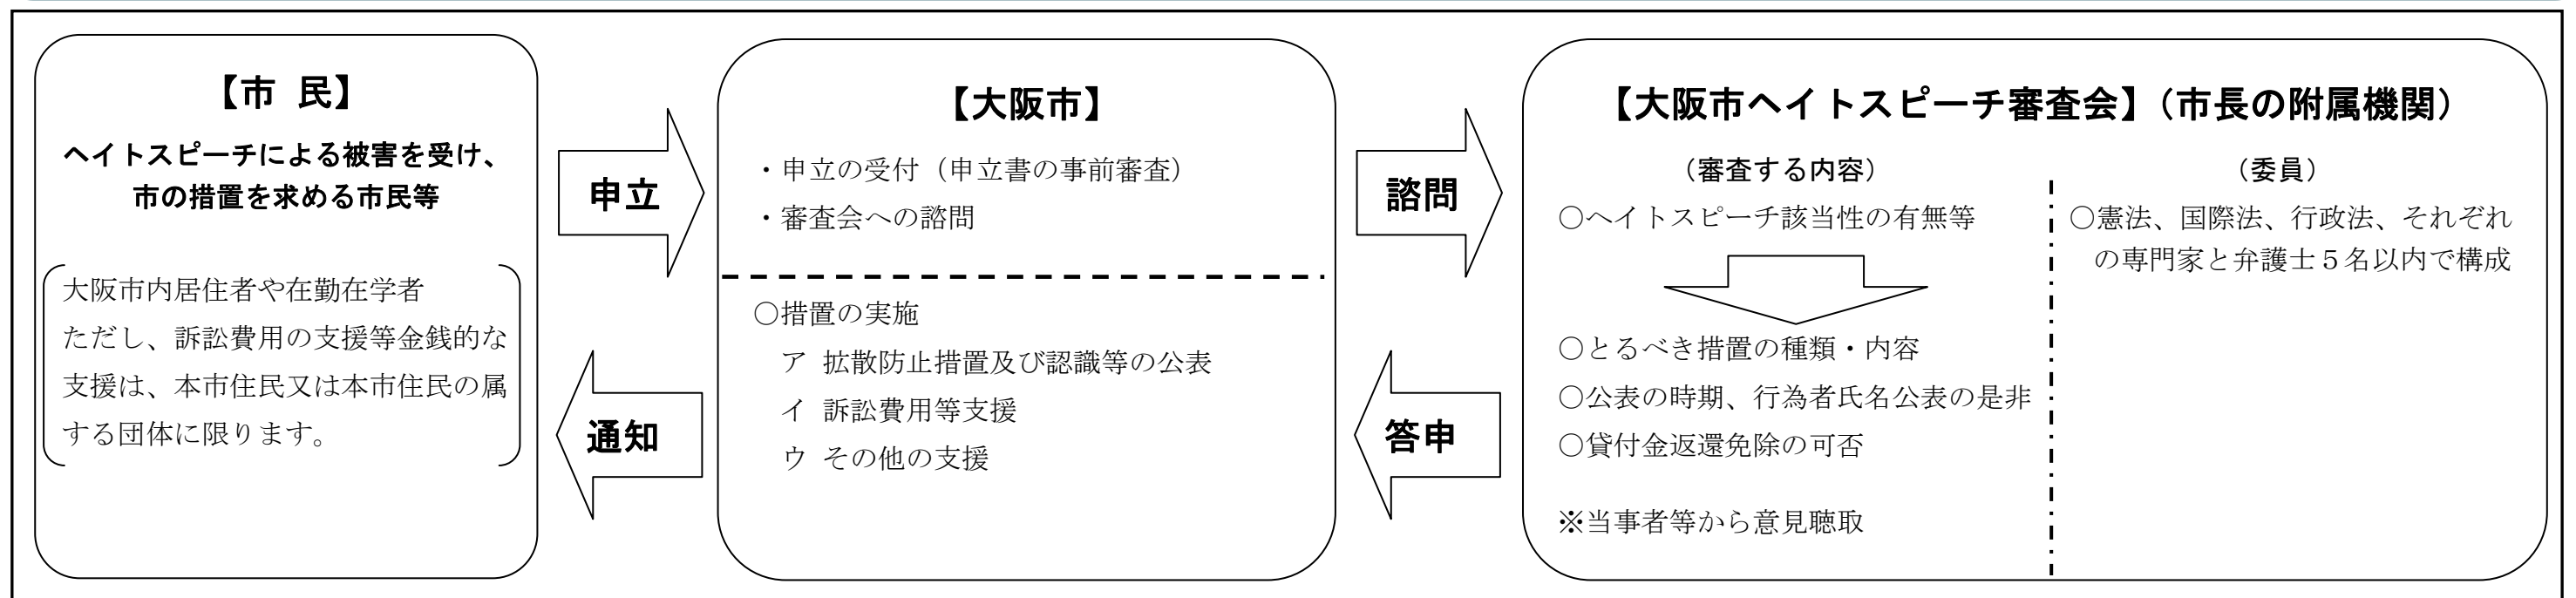 【市 民】
ヘイトスピーチによる被害を受け、
市の措置を求める市民等
大阪市内居住者や在勤在学者
ただし、訴訟費用の支援等金銭的な
支援は、本市住民又は本市住民の属
する団体に限ります。
申立
通知
【大阪市】
・申立の受付（申立書の事前審査）
・審査会への諮問
○措置の実施
ア 拡散防止措置及び認識等の公表
イ 訴訟費用等支援
ウ その他の支援
諮問
答申
【大阪市ヘイトスピーチ審査会】（市長の附属機関）
（審査する内容）
○ヘイトスピーチ該当性の有無等
○とるべき措置の種類・内容
○公表の時期、行為者氏名公表の是非
○貸付金返還免除の可否
※当事者等から意見聴取
（委員）
○憲法、国際法、行政法、それぞれ
の専門家と弁護士５名以内で構成